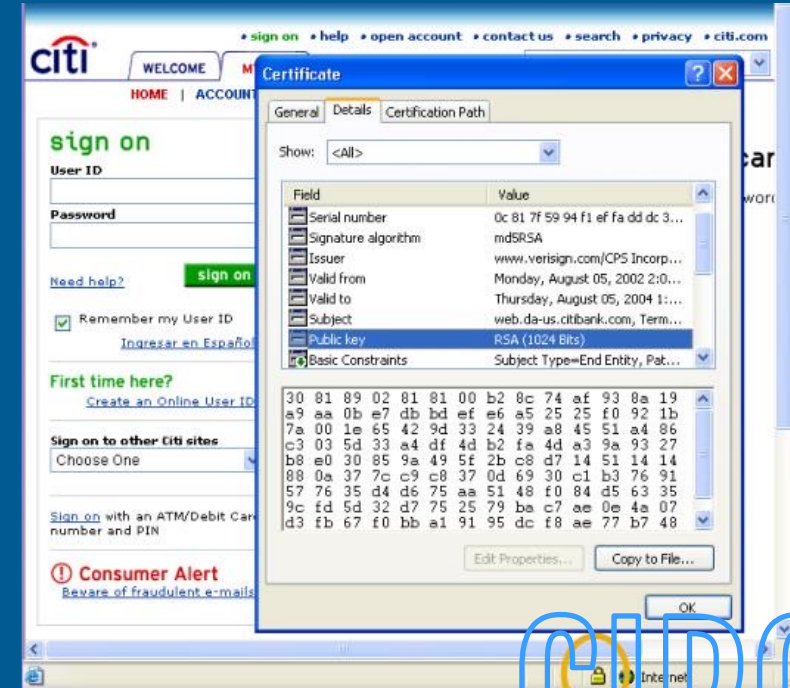 sign on help open account contact us search privacy citi.com
citi
WELCOME
HOME | ACCOUN
sign on
User ID
Password
Need help?
sign on
Remember my User ID
Ingresar en Español
First time here?
Create an Online User ID
Sign on to other Citi sites
Choose One
Sign on with an ATM/Debit Car
number and PIN
Consumer Alert
Beware of fraudulent e-mails
Certificate
General Details Certification Path
Show: <All>
Field Value
Serial number 0c 81 7f 59 94 f1 ef fa dd dc 3...
Signature algorithm md5RSA
Issuer www.verisign.com/CPS Incorp...
Valid from Monday, August 05, 2002 2:0...
Valid to Thursday, August 05, 2004 1:...
Subject web.da-us.citibank.com, Term...
Public key RSA (1024 Bits)
Basic Constraints Subject Type=End Entity, Pat...
30 81 89 02 81 81 00 b2 8c 74 af 93 8a 19
a9 aa 0b e7 db bd ef e6 a5 25 25 f0 92 1b
7a 00 1e 65 42 9d 33 24 39 a8 45 51 a4 86
c3 03 5d 33 a4 df 4d b2 fa 4d a3 9a 93 27
b8 e0 30 85 9a 49 5f 2b c8 d7 14 51 14 14
88 0a 37 7c c9 c8 37 0d 69 30 c1 b3 76 91
57 76 35 d4 d6 75 aa 51 48 f0 84 d5 63 35
9c fd 5d 32 d7 75 25 79 ba c7 ae 0e 4a 07
d3 fb 67 f0 bb a1 91 95 dc f8 ae 77 b7 48
Edit Properties... Copy to File...
OK
Internet